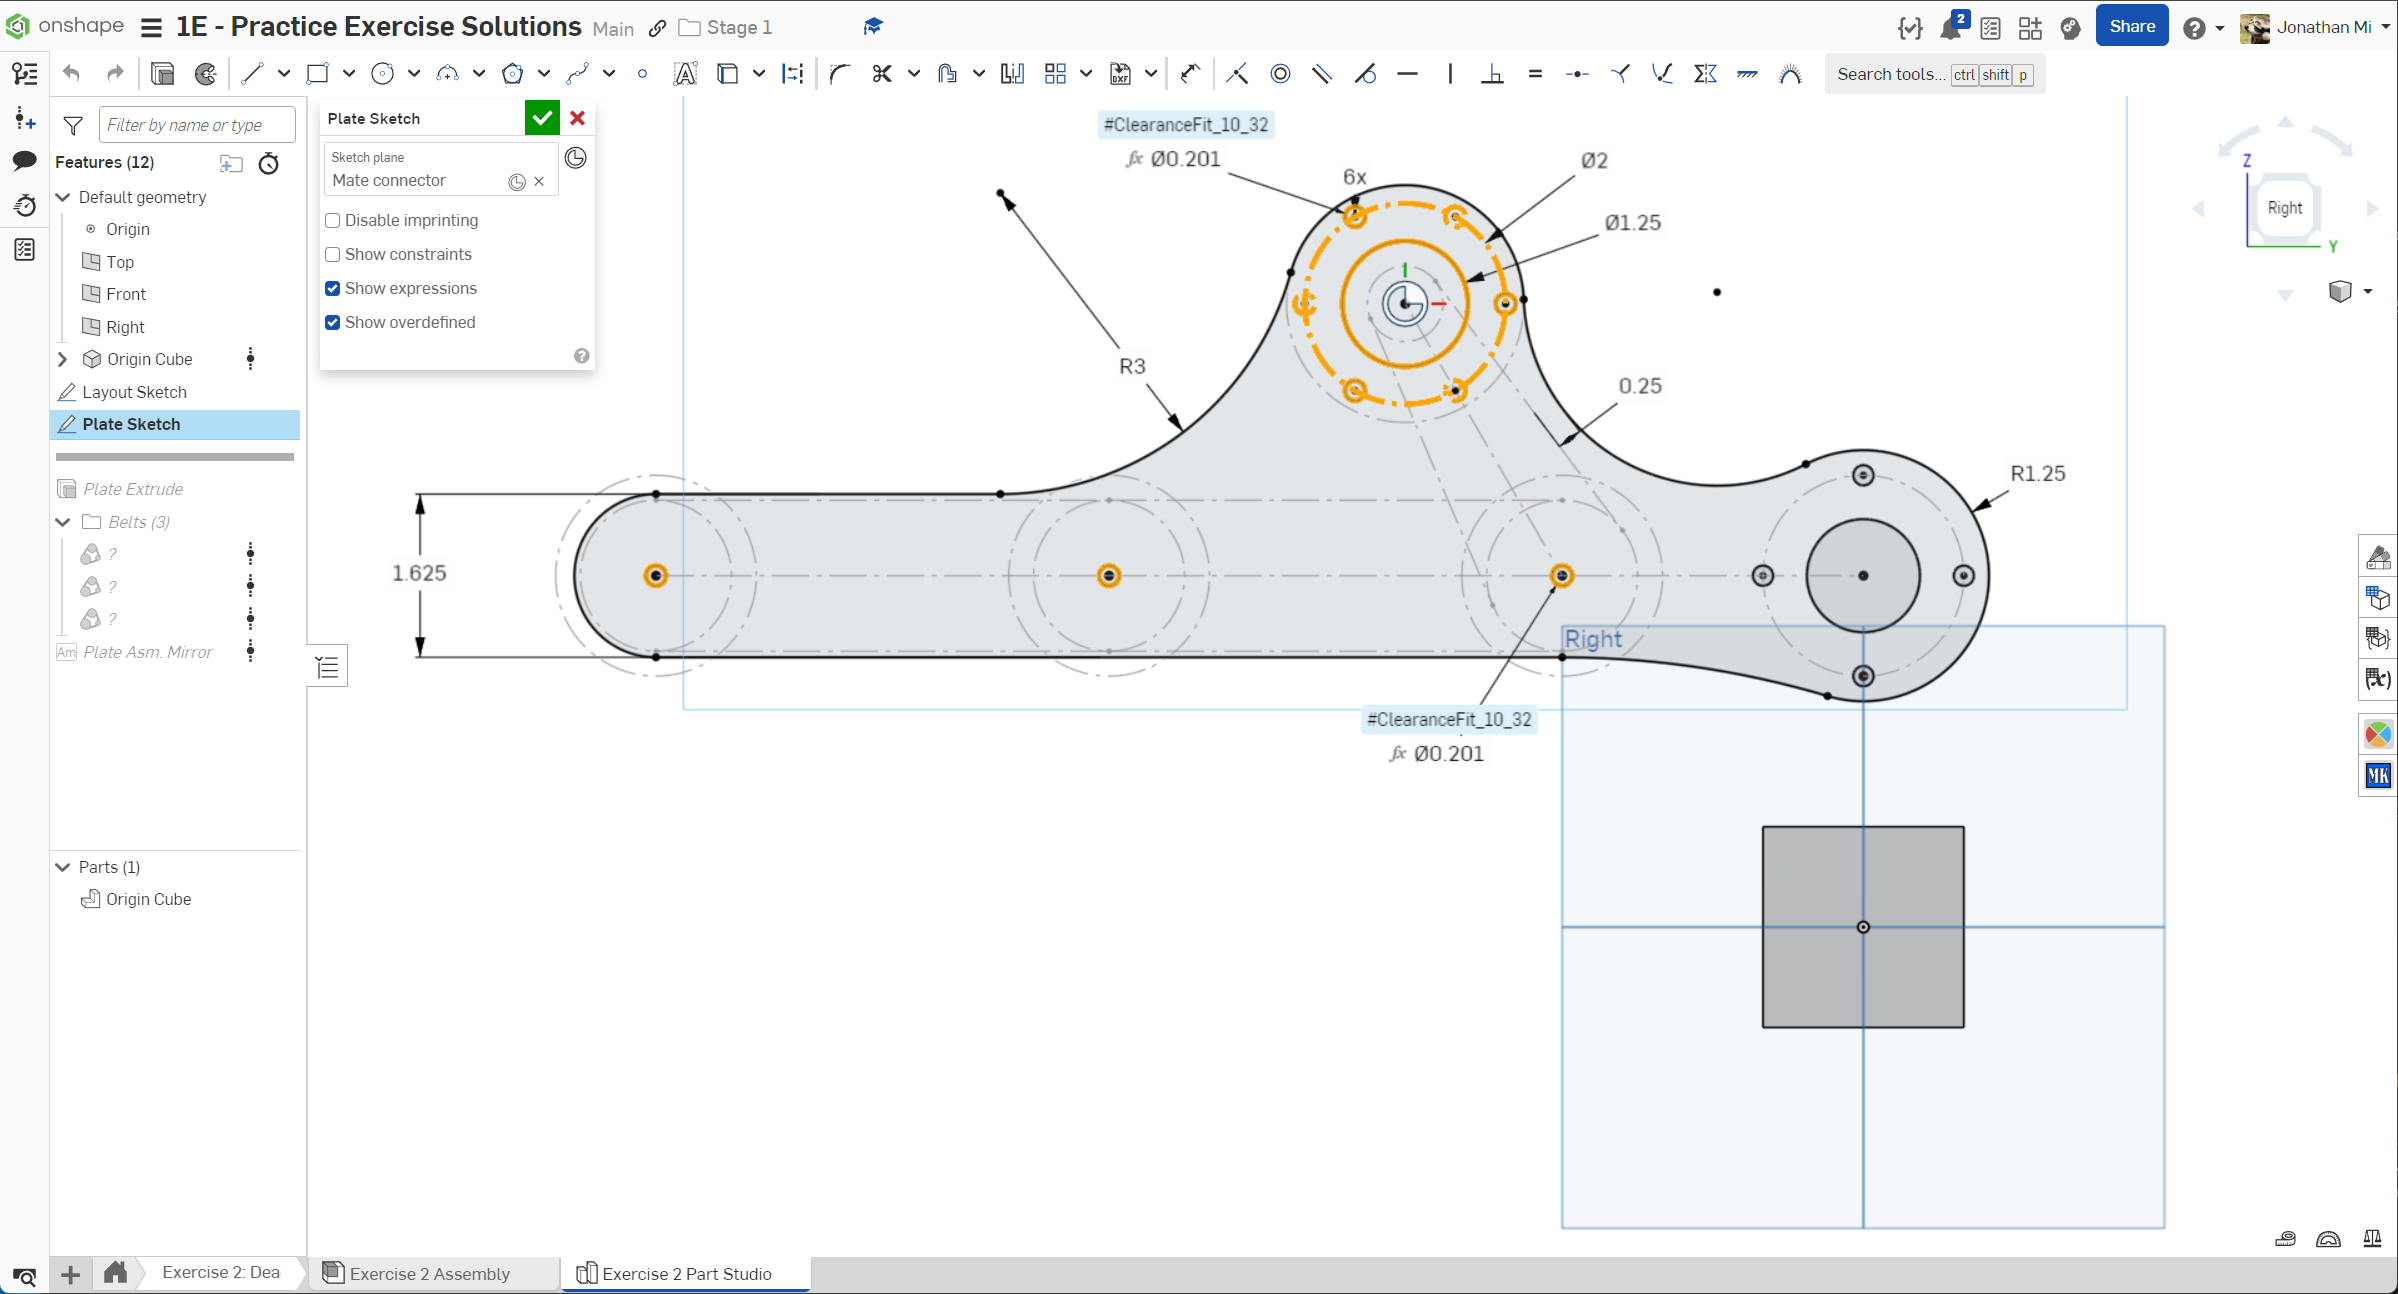 onshape
1E - Practice Exercise Solutions Main Stage 1
2
Share
Jonathan Mi
Search tools... ctrl shift p
Filter by name or type
Features (12)
Default geometry
Origin
Top
Front
Right
Origin Cube
Layout Sketch
Plate Sketch
Plate Extrude
Belts (3)
?
?
?
Am Plate Asm. Mirror
Parts (1)
Origin Cube
Plate Sketch
Sketch plane
Mate connector
Disable imprinting
Show constraints
Show expressions
Show overdefined
#ClearanceFit_10_32
fx Ø0.201
6x
Ø2
Ø1.25
R3
0.25
R1.25
1.625
Right
#ClearanceFit_10_32
fx Ø0.201
Z
Right
Y
DXF
(x)
MK
Exercise 2: Dea
Exercise 2 Assembly
Exercise 2 Part Studio